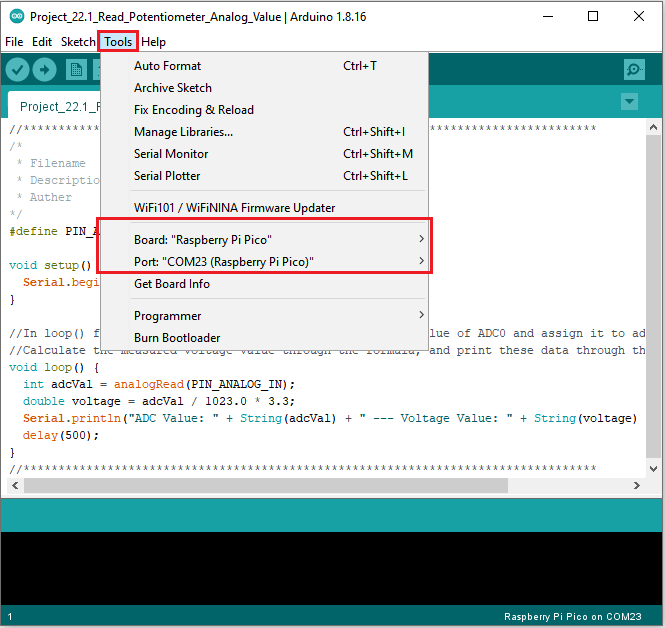 Project_22.1_Read_Potentiometer_Analog_Value | Arduino 1.8.16
File Edit Sketch Tools Help
Auto Format Ctrl+T
Archive Sketch
Fix Encoding & Reload
Manage Libraries... Ctrl+Shift+I
Serial Monitor Ctrl+Shift+M
Serial Plotter Ctrl+Shift+L
WiFi101 / WiFiNINA Firmware Updater
Board: "Raspberry Pi Pico"
Port: "COM23 (Raspberry Pi Pico)"
Get Board Info
Programmer
Burn Bootloader
Project_22.1_F
//**********************************************************************************
/*
* Filename
* Descriptio
* Auther
*/
#define PIN_A
void setup()
Serial.begi
}
//In loop() f lue of ADC0 and assign it to ad
//Calculate the measured voltage value through the formula, and print these data through th
void loop() {
int adcVal = analogRead(PIN_ANALOG_IN);
double voltage = adcVal / 1023.0 * 3.3;
Serial.println("ADC Value: " + String(adcVal) + " --- Voltage Value: " + String(voltage)
delay(500);
}
//**********************************************************************************
1 Raspberry Pi Pico on COM23